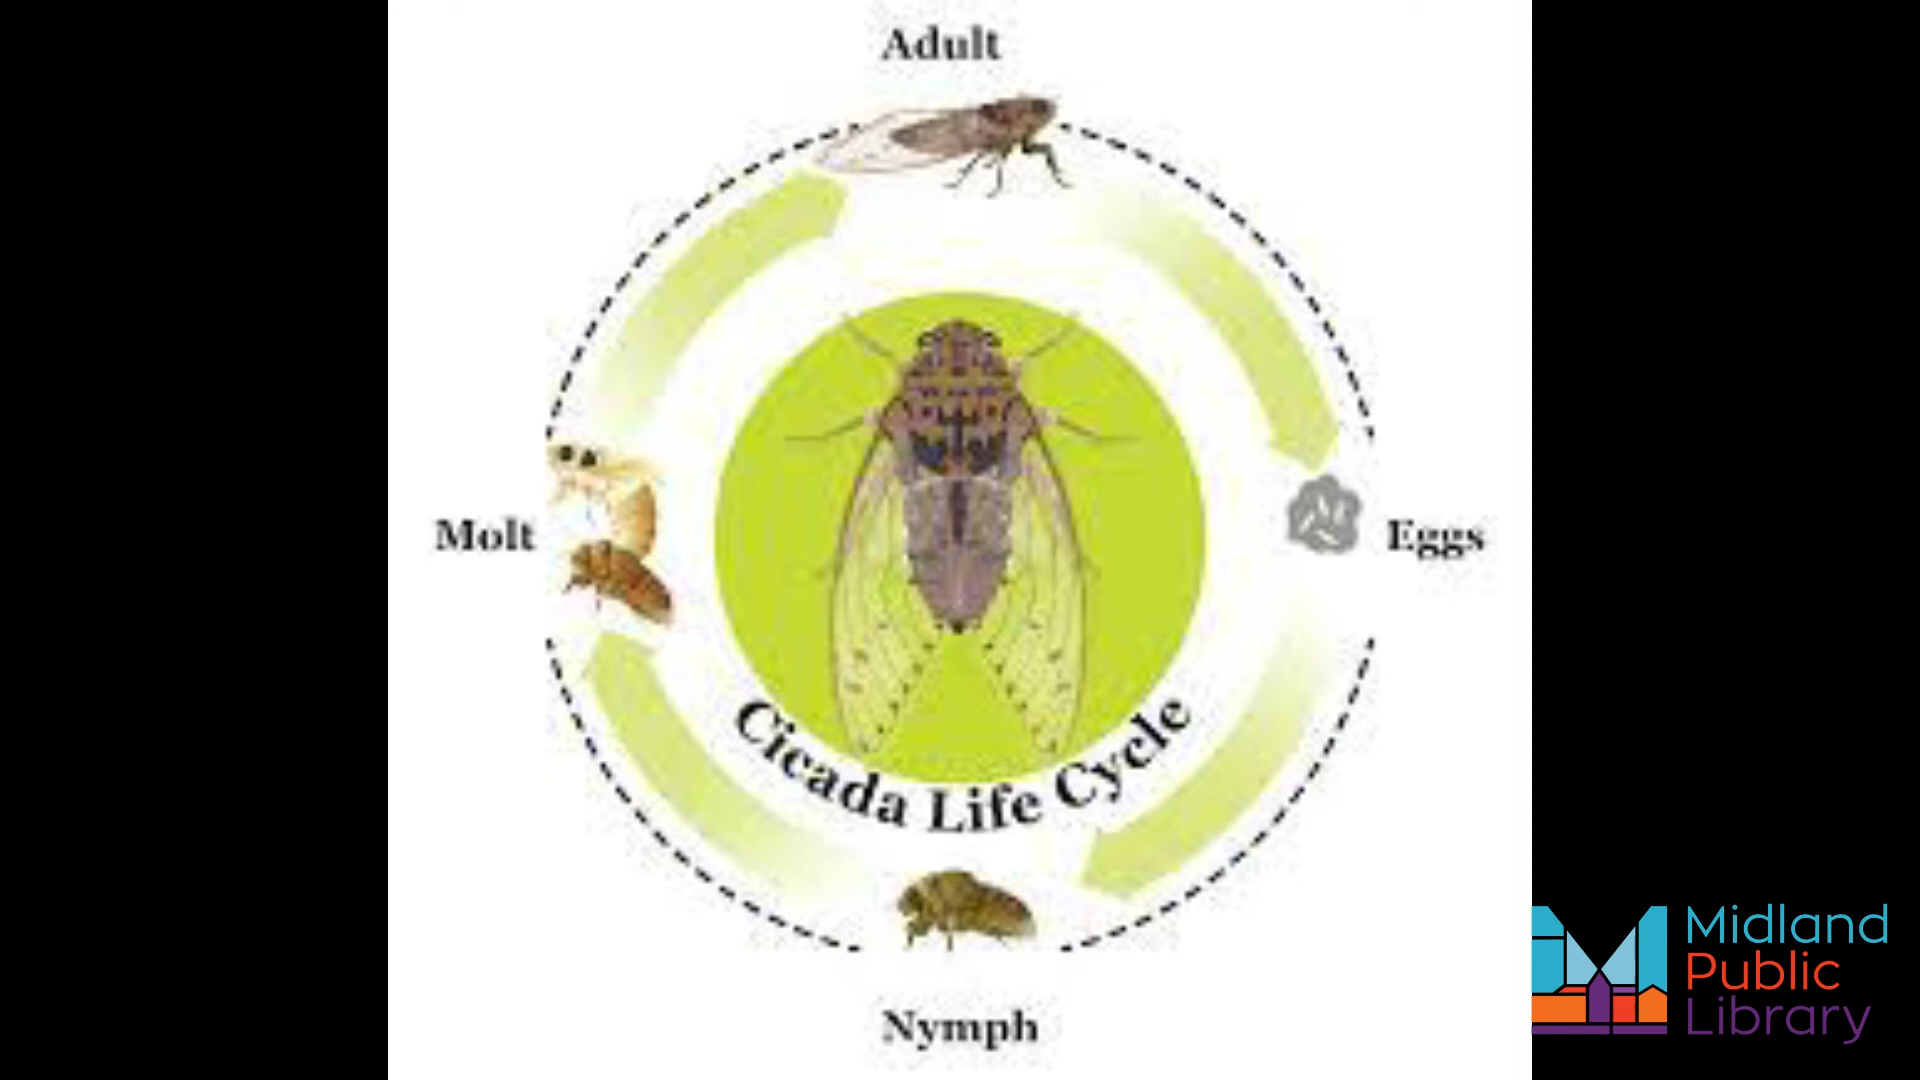 Adult
Molt
Eggs
Cicada Life Cycle
Nymph
Midland
Public
Library